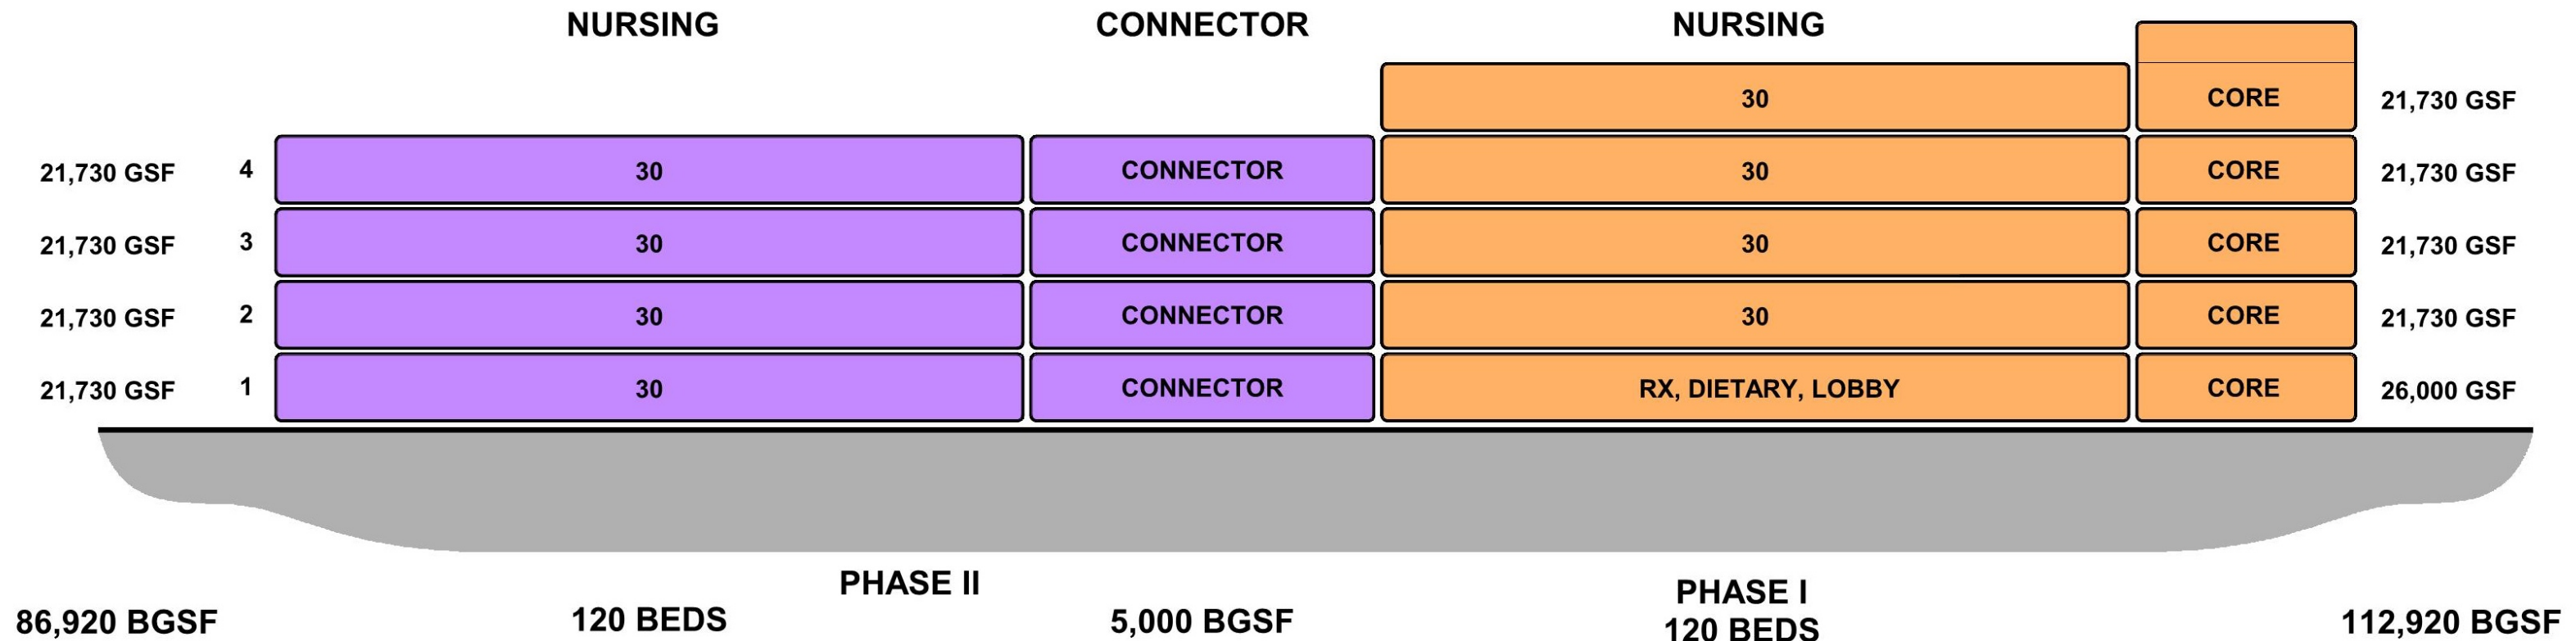 NURSING CONNECTOR NURSING
30 CORE 21,730 GSF
21,730 GSF 4 30 CONNECTOR 30 CORE 21,730 GSF
21,730 GSF 3 30 CONNECTOR 30 CORE 21,730 GSF
21,730 GSF 2 30 CONNECTOR 30 CORE 21,730 GSF
21,730 GSF 1 30 CONNECTOR RX, DIETARY, LOBBY CORE 26,000 GSF
PHASE II PHASE I
86,920 BGSF 120 BEDS 5,000 BGSF 120 BEDS 112,920 BGSF